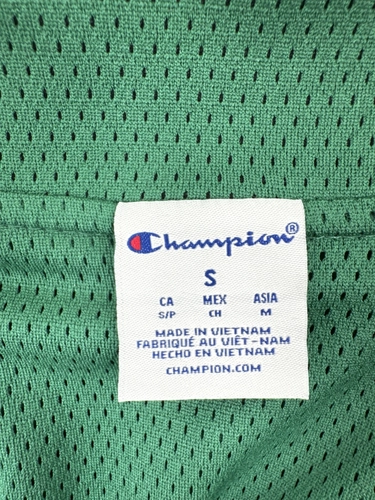 Champion®
S
CA MEX ASIA
S/P CH M
MADE IN VIETNAM
FABRIQUÉ AU VIÊT-NAM
HECHO EN VIETNAM
CHAMPION.COM